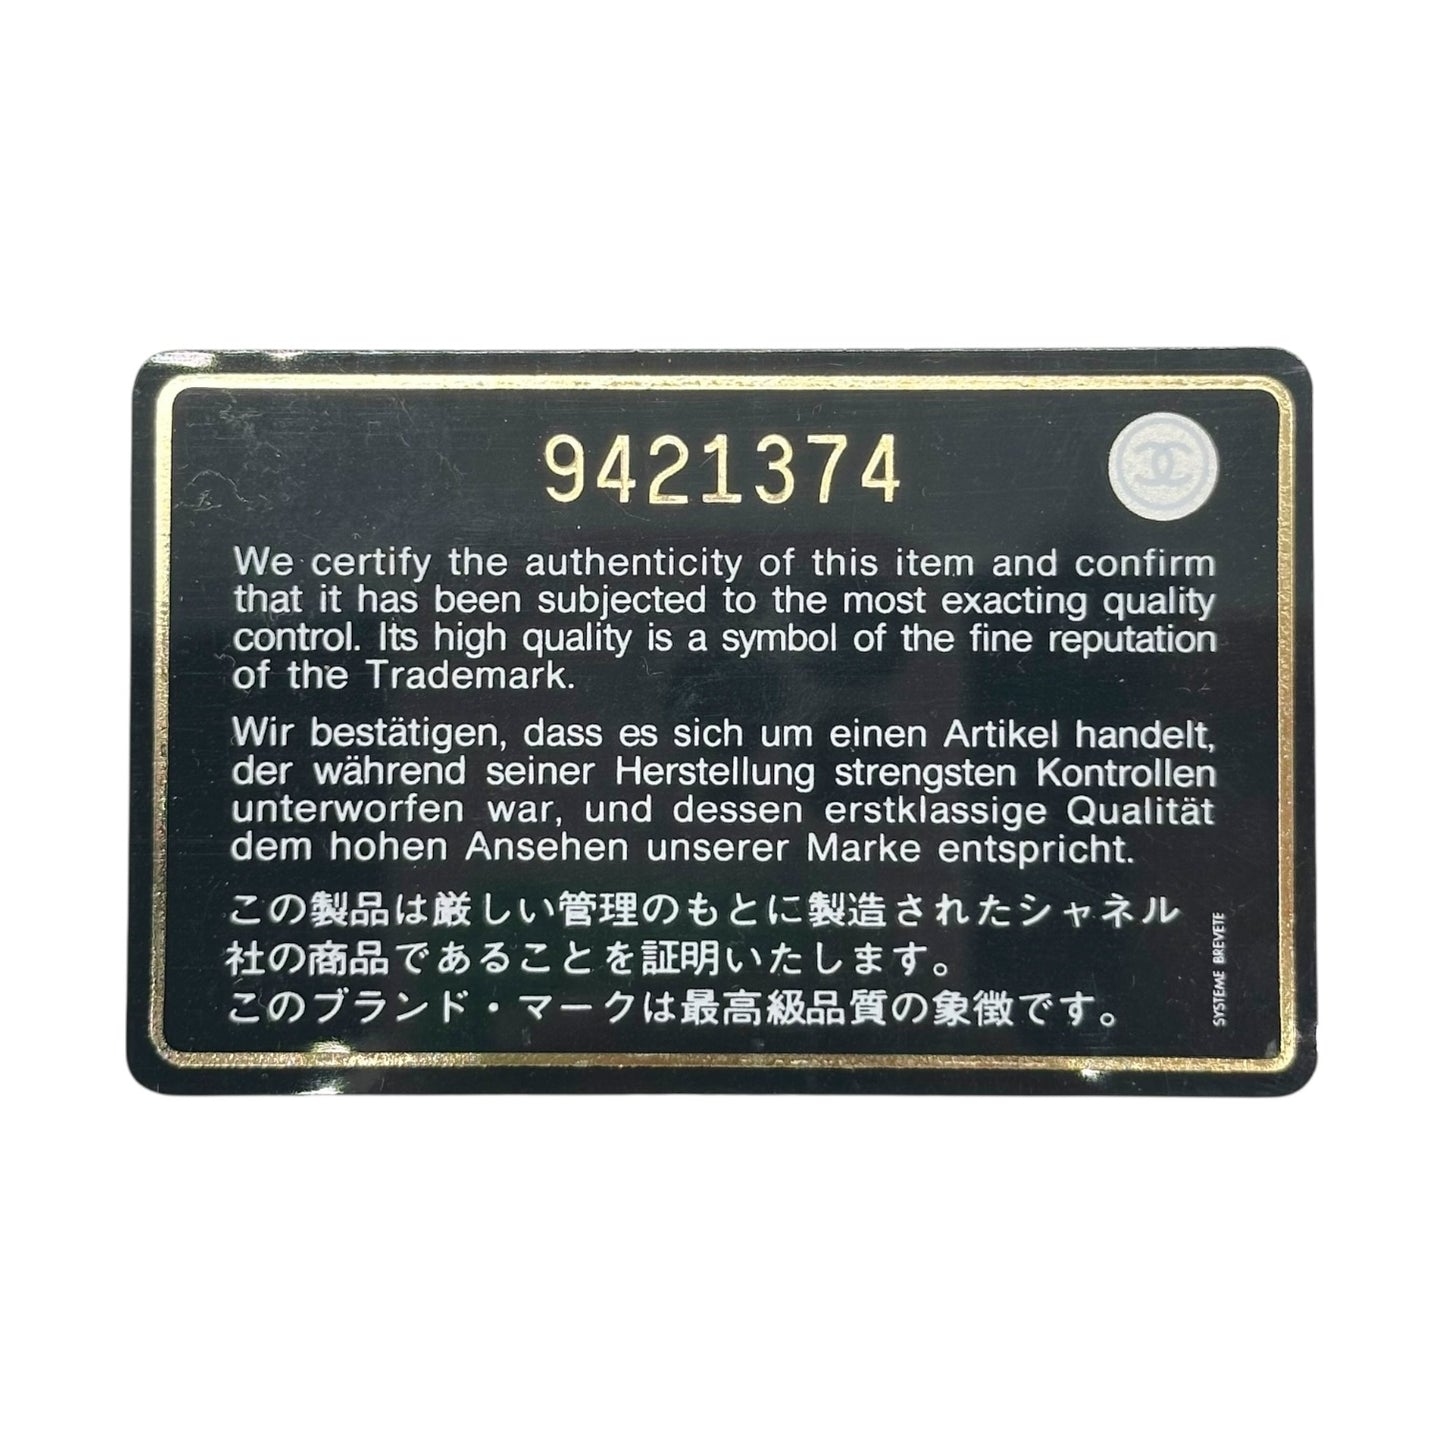 9421374
We certify the authenticity of this item and confirm
that it has been subjected to the most exacting quality
control. Its high quality is a symbol of the fine reputation
of the Trademark.
Wir bestätigen, dass es sich um einen Artikel handelt,
der während seiner Herstellung strengsten Kontrollen
unterworfen war, und dessen erstklassige Qualität
dem hohen Ansehen unserer Marke entspricht.
この製品は厳しい管理のもとに製造されたシャネル
社の商品であることを証明いたします。
このブランド・マークは最高級品質の象徴です。
SYSTEME BREVETE